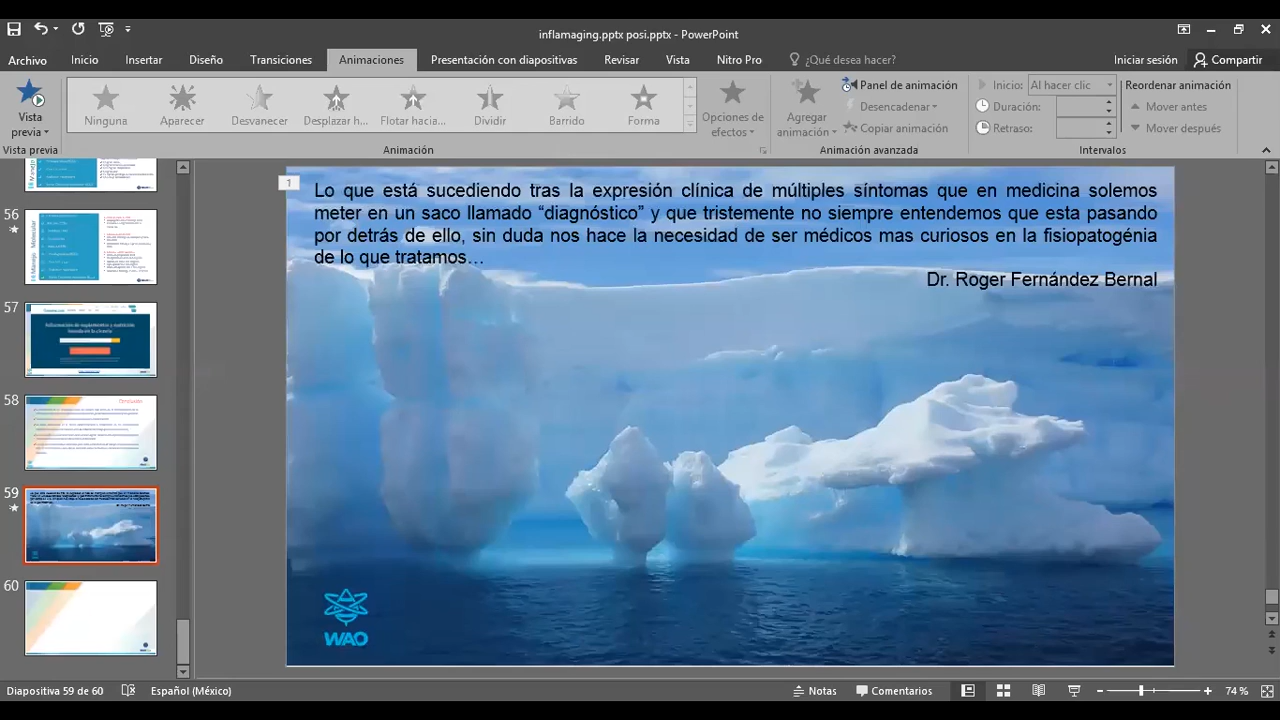 inflamaging.pptx posi.pptx - PowerPoint
Archivo Inicio Insertar Diseño Transiciones Animaciones Presentación con diapositivas Revisar Vista Nitro Pro ¿Qué desea hacer? Iniciar sesión Compartir
Vista previa
Ninguna Aparecer Desvanecer Desplazar h... Flotar hacia... Dividir Barrido Forma
Opciones de efectos
Agregar animación
Panel de animación
Desencadenar
Copiar animación
Inicio: Al hacer clic
Duración:
Retraso:
Reordenar animación
Mover antes
Mover después
Vista previa Animación Animación avanzada Intervalos
56
57
58
59
60
1
Lo que está sucediendo tras la expresión clínica de múltiples síntomas que en medicina solemos
meter en un saco llamado “diagnóstico” y que tristemente no siempre entendemos que esta pasando
por detrás de ello, sin duda se hace la necesidad de ser médicos más curiosos en la fisiopatogénia
de lo que tratamos…
Dr. Roger Fernández Bernal
WAO
Diapositiva 59 de 60 Español (México) Notas Comentarios 74 %